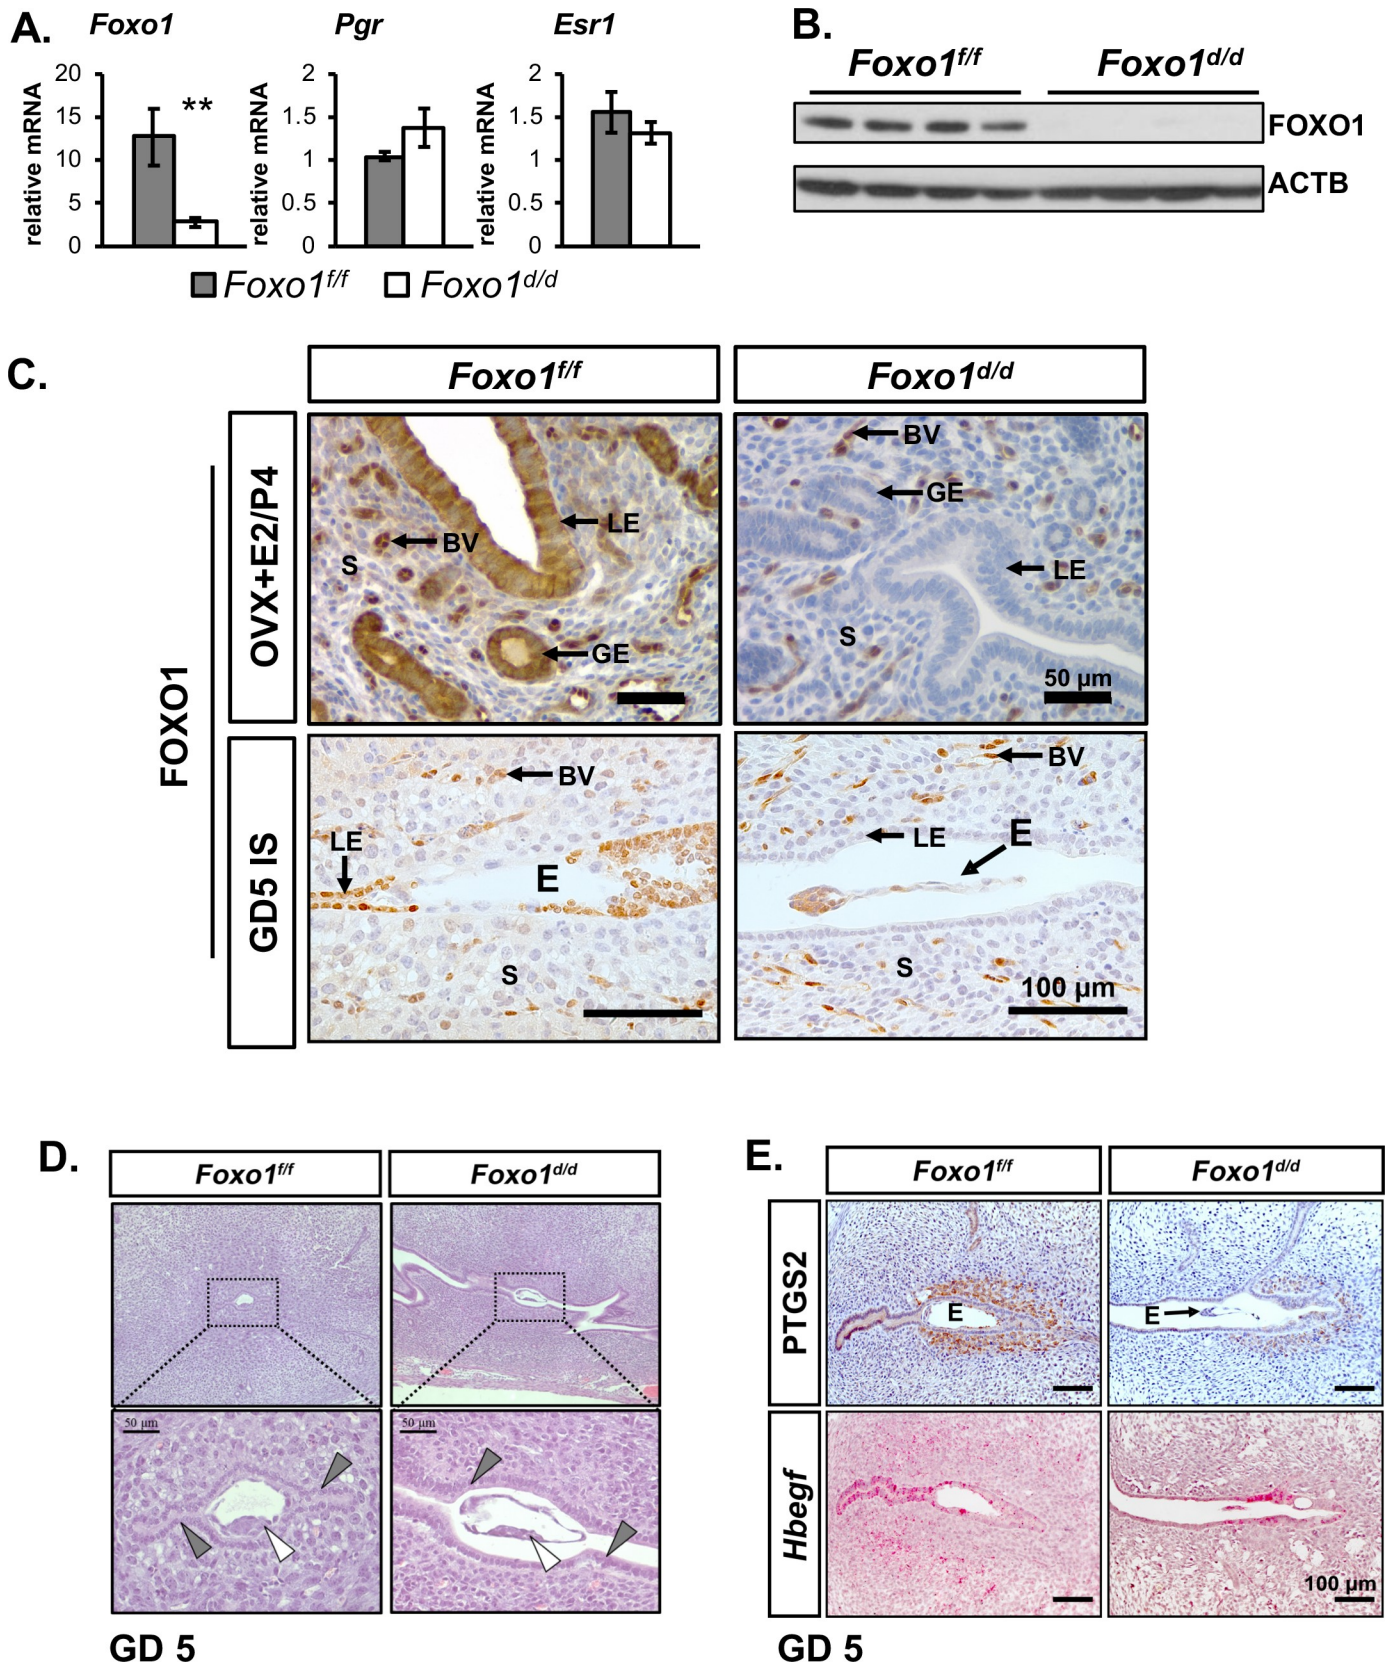 A.
Foxo1
Pgr
Esr1
relative mRNA
20
15
10
5
0
**
relative mRNA
2
1.5
1
0.5
0
relative mRNA
2
1.5
1
0.5
0
Foxo1f/f
Foxo1d/d
B.
Foxo1f/f
Foxo1d/d
FOXO1
ACTB
C.
Foxo1f/f
Foxo1d/d
FOXO1
OVX+E2/P4
LE
BV
S
GE
BV
GE
LE
S
50 μm
GD5 IS
BV
LE
E
S
BV
LE
E
S
100 μm
D.
Foxo1f/f
Foxo1d/d
50 μm
50 μm
GD 5
E.
Foxo1f/f
Foxo1d/d
PTGS2
E
E
Hbegf
100 μm
GD 5